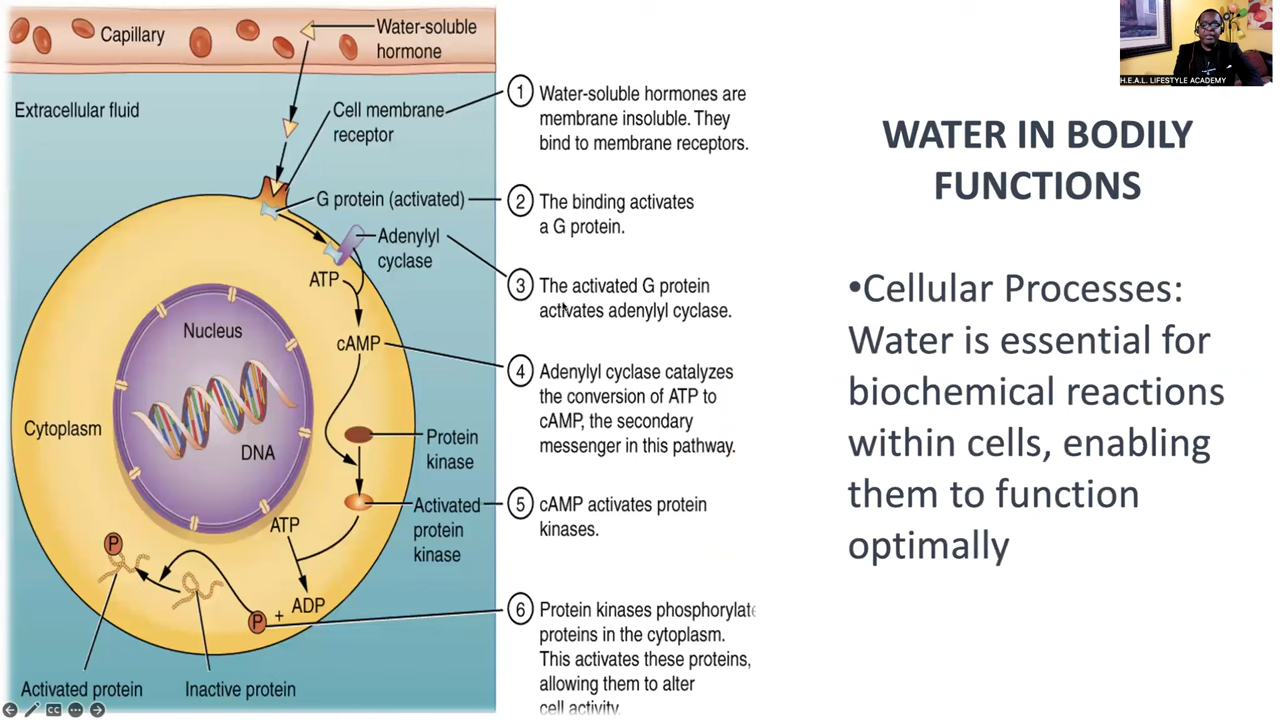 Capillary
Water-soluble
hormone
Extracellular fluid
Cell membrane
receptor
G protein (activated)
Adenylyl
cyclase
ATP
cAMP
Nucleus
DNA
Cytoplasm
Protein
kinase
Activated
protein
kinase
ATP
ADP
P
P +
Activated protein
Inactive protein
1 Water-soluble hormones are
membrane insoluble. They
bind to membrane receptors.
2 The binding activates
a G protein.
3 The activated G protein
activates adenylyl cyclase.
4 Adenylyl cyclase catalyzes
the conversion of ATP to
cAMP, the secondary
messenger in this pathway.
5 cAMP activates protein
kinases.
6 Protein kinases phosphorylate
proteins in the cytoplasm.
This activates these proteins,
allowing them to alter
cell activity.
H.E.A.L. LIFESTYLE ACADEMY
WATER IN BODILY
FUNCTIONS
•Cellular Processes:
Water is essential for
biochemical reactions
within cells, enabling
them to function
optimally
CC